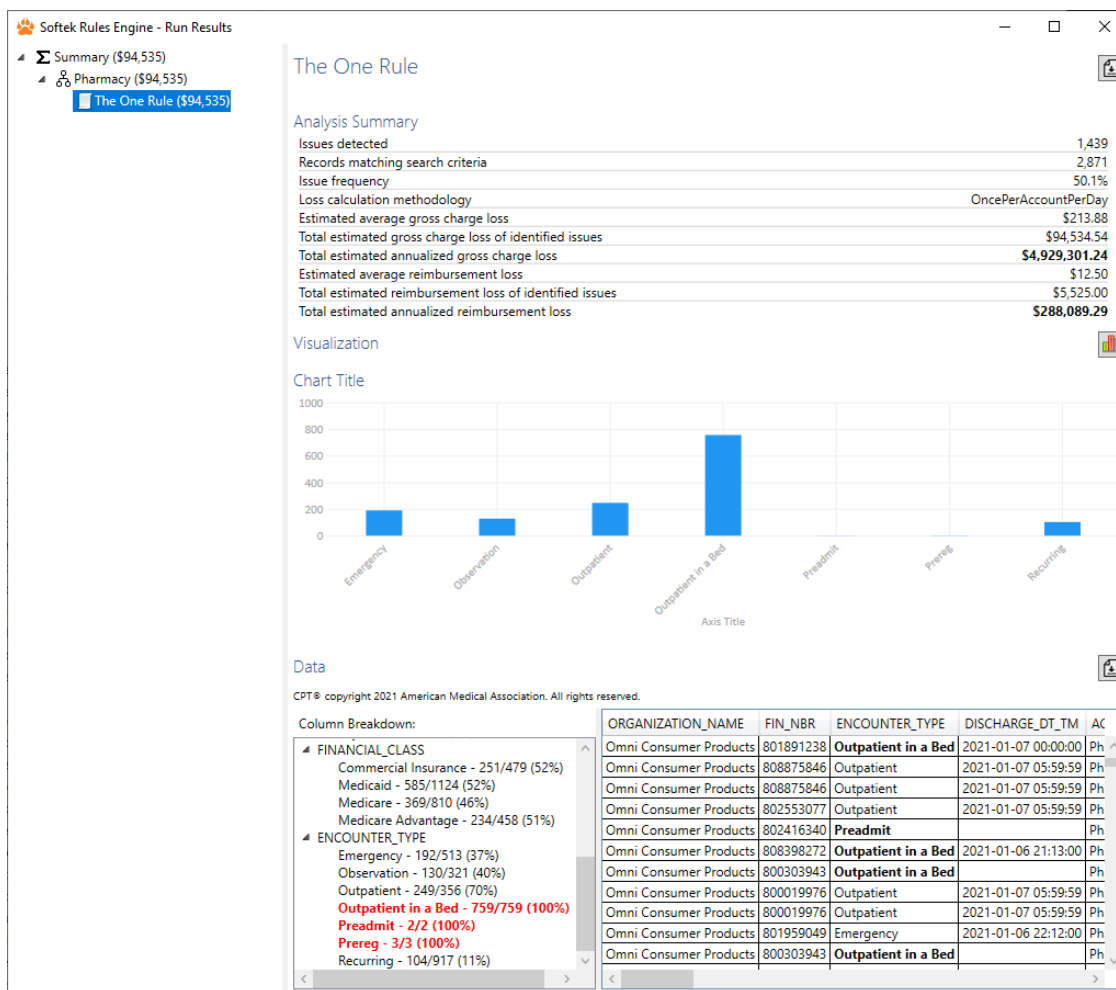 Softek Rules Engine - Run Results
Summary ($94,535)
Pharmacy ($94,535)
The One Rule ($94,535)
The One Rule
Analysis Summary
Issues detected 1,439
Records matching search criteria 2,871
Issue frequency 50.1%
Loss calculation methodology OncePerAccountPerDay
Estimated average gross charge loss $213.88
Total estimated gross charge loss of identified issues $94,534.54
Total estimated annualized gross charge loss $4,929,301.24
Estimated average reimbursement loss $12.50
Total estimated reimbursement loss of identified issues $5,525.00
Total estimated annualized reimbursement loss $288,089.29
Visualization
Chart Title
1000
800
600
400
200
0
Emergency
Observation
Outpatient
Outpatient in a Bed
Preadmit
Prereg
Recurring
Axis Title
Data
CPT® copyright 2021 American Medical Association. All rights reserved.
Column Breakdown:
FINANCIAL_CLASS
Commercial Insurance - 251/479 (52%)
Medicaid - 585/1124 (52%)
Medicare - 369/810 (46%)
Medicare Advantage - 234/458 (51%)
ENCOUNTER_TYPE
Emergency - 192/513 (37%)
Observation - 130/321 (40%)
Outpatient - 249/356 (70%)
Outpatient in a Bed - 759/759 (100%)
Preadmit - 2/2 (100%)
Prereg - 3/3 (100%)
Recurring - 104/917 (11%)
ORGANIZATION_NAME FIN_NBR ENCOUNTER_TYPE DISCHARGE_DT_TM AC
Omni Consumer Products 801891238 Outpatient in a Bed 2021-01-07 00:00:00 Ph
Omni Consumer Products 808875846 Outpatient 2021-01-07 05:59:59 Ph
Omni Consumer Products 808875846 Outpatient 2021-01-07 05:59:59 Ph
Omni Consumer Products 802553077 Outpatient 2021-01-07 05:59:59 Ph
Omni Consumer Products 802416340 Preadmit Ph
Omni Consumer Products 808398272 Outpatient in a Bed 2021-01-06 21:13:00 Ph
Omni Consumer Products 800303943 Outpatient in a Bed Ph
Omni Consumer Products 800019976 Outpatient 2021-01-07 05:59:59 Ph
Omni Consumer Products 800019976 Outpatient 2021-01-07 05:59:59 Ph
Omni Consumer Products 801959049 Emergency 2021-01-06 22:12:00 Ph
Omni Consumer Products 800303943 Outpatient in a Bed Ph